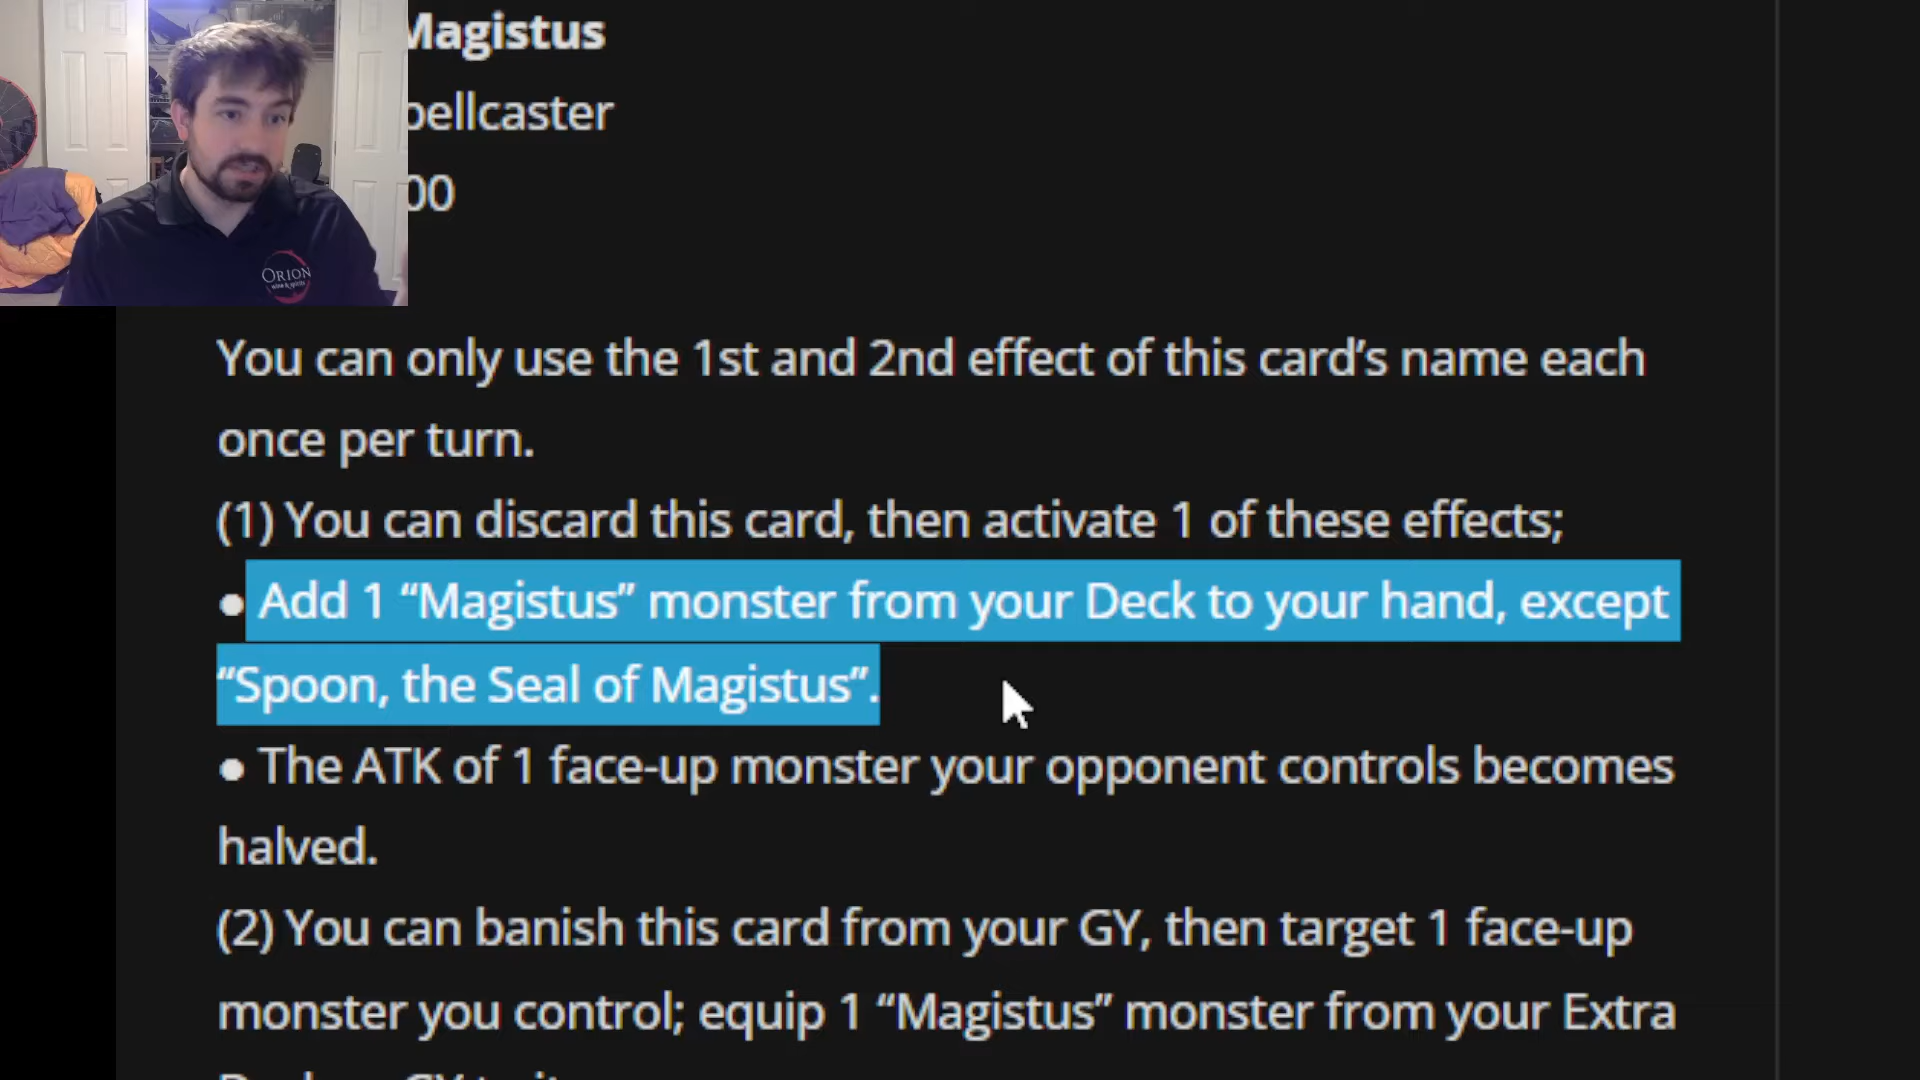 Magistus
pellcaster
00
ORION
wine & spirits
You can only use the 1st and 2nd effect of this card’s name each
once per turn.
(1) You can discard this card, then activate 1 of these effects;
● Add 1 “Magistus” monster from your Deck to your hand, except
“Spoon, the Seal of Magistus”.
● The ATK of 1 face-up monster your opponent controls becomes
halved.
(2) You can banish this card from your GY, then target 1 face-up
monster you control; equip 1 “Magistus” monster from your Extra